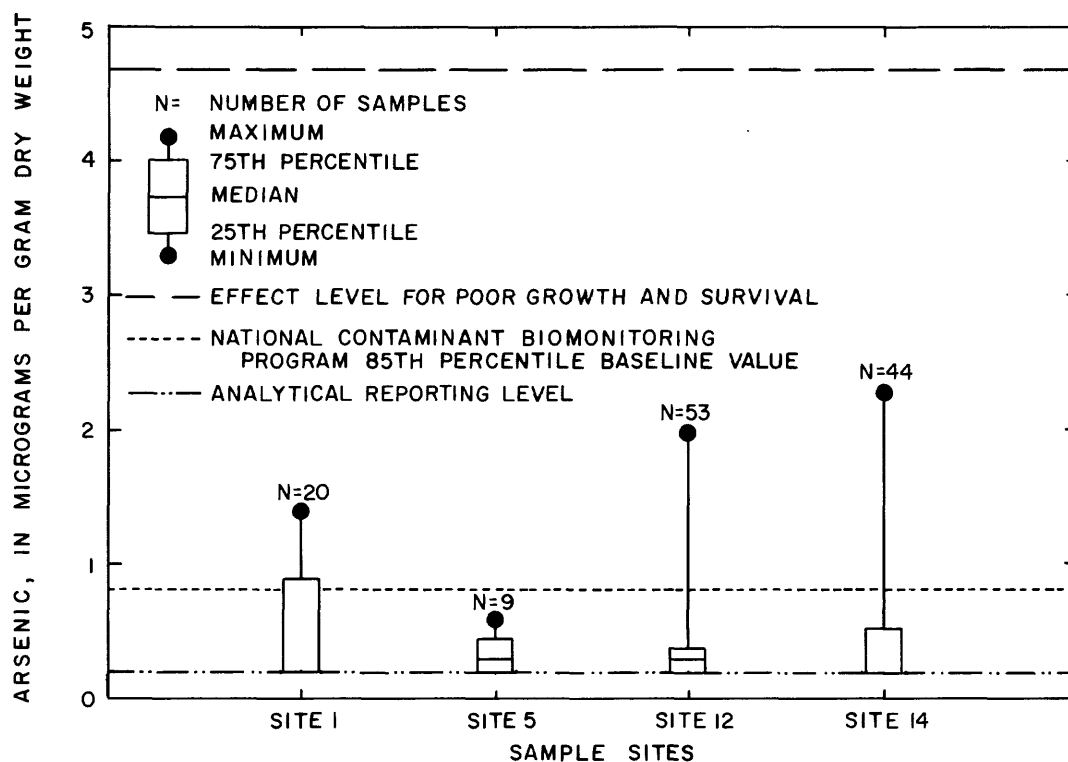 ARSENIC, IN MICROGRAMS PER GRAM DRY WEIGHT
5
4
3
2
1
0
N= NUMBER OF SAMPLES
MAXIMUM
75TH PERCENTILE
MEDIAN
25TH PERCENTILE
MINIMUM
EFFECT LEVEL FOR POOR GROWTH AND SURVIVAL
NATIONAL CONTAMINANT BIOMONITORING
PROGRAM 85TH PERCENTILE BASELINE VALUE
ANALYTICAL REPORTING LEVEL
N=20
N=9
N=53
N=44
SITE 1 SITE 5 SITE 12 SITE 14
SAMPLE SITES